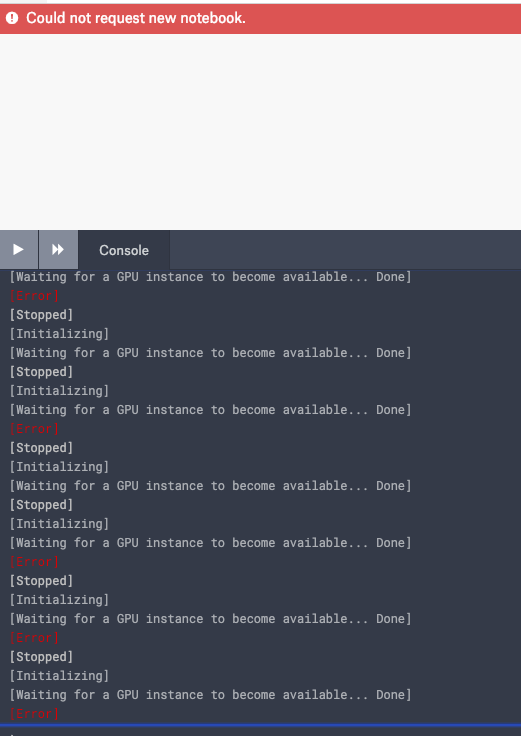 Could not request new notebook.
Console
[Waiting for a GPU instance to become available... Done]
[Error]
[Stopped]
[Initializing]
[Waiting for a GPU instance to become available... Done]
[Stopped]
[Initializing]
[Waiting for a GPU instance to become available... Done]
[Error]
[Stopped]
[Initializing]
[Waiting for a GPU instance to become available... Done]
[Stopped]
[Initializing]
[Waiting for a GPU instance to become available... Done]
[Error]
[Stopped]
[Initializing]
[Waiting for a GPU instance to become available... Done]
[Error]
[Stopped]
[Initializing]
[Waiting for a GPU instance to become available... Done]
[Error]